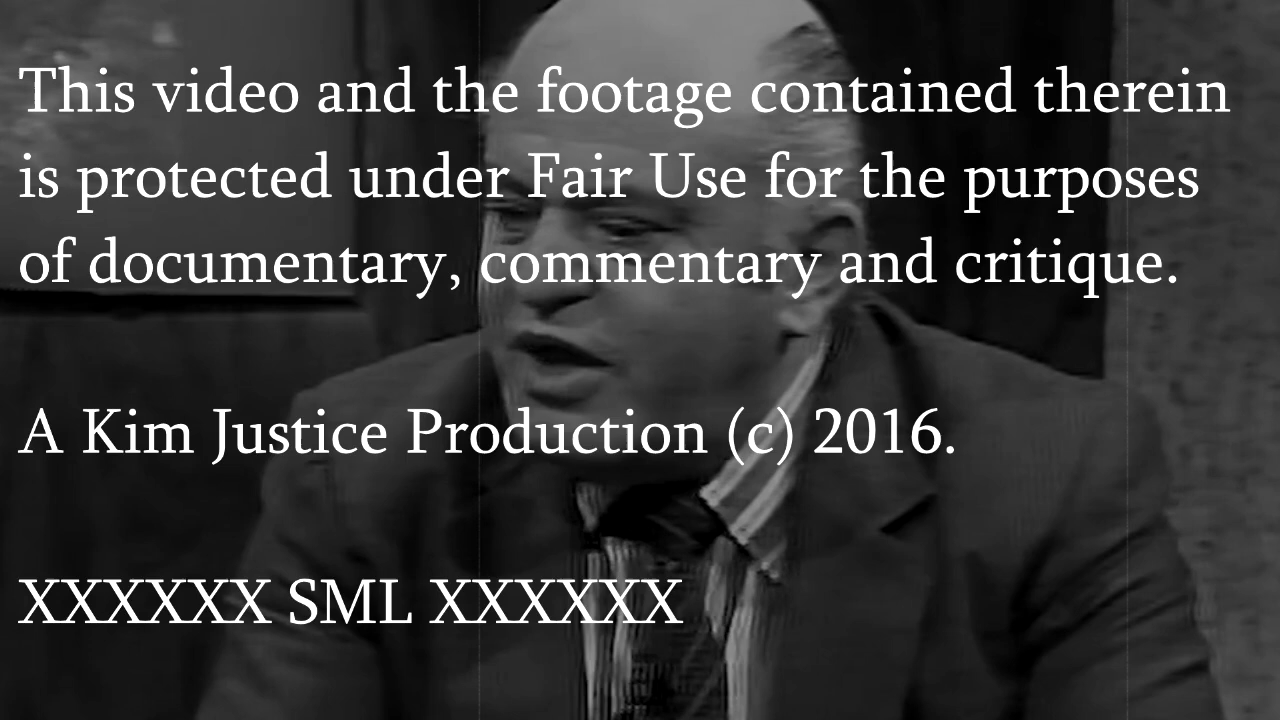 This video and the footage contained therein
is protected under Fair Use for the purposes
of documentary, commentary and critique.
A Kim Justice Production (c) 2016.
XXXXXX SML XXXXXX